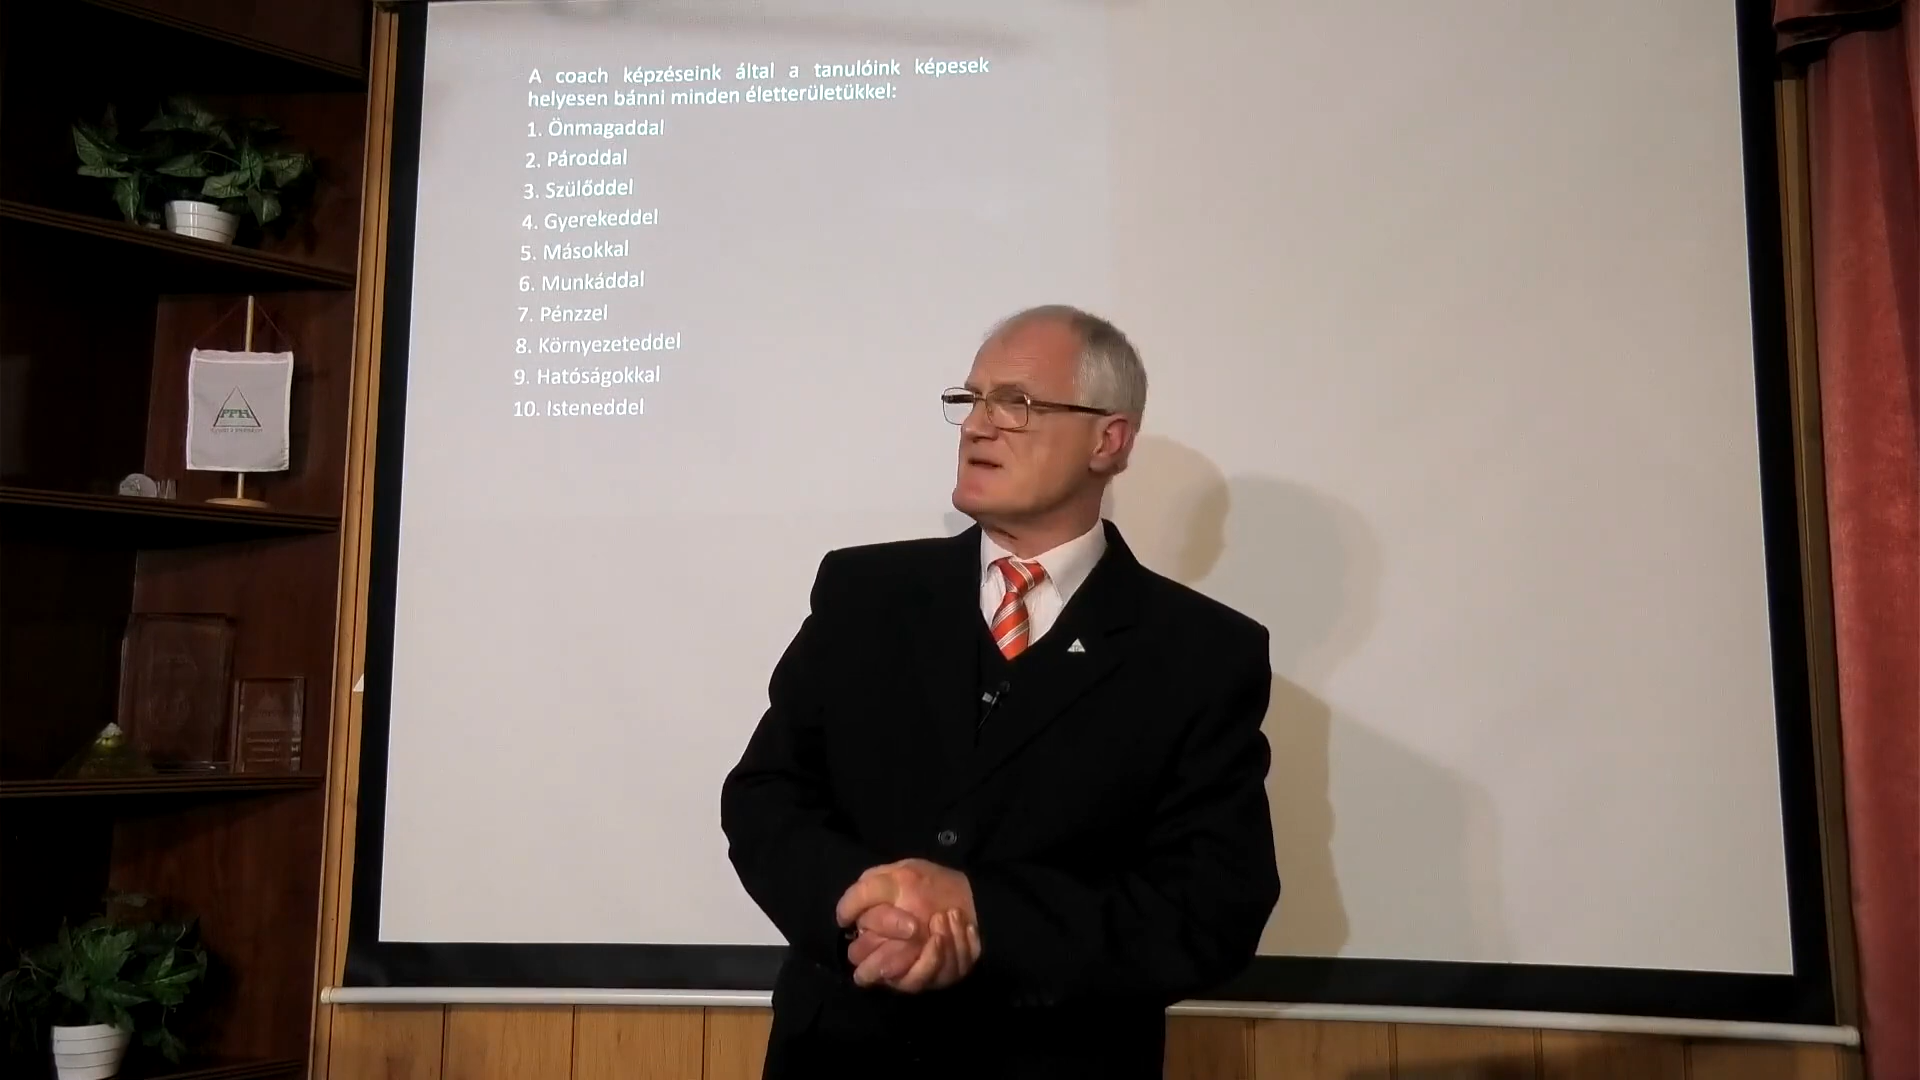 A coach képzéseink által a tanulóink képesek
helyesen bánni minden életterületükkel:
1. Önmagaddal
2. Pároddal
3. Szülőddel
4. Gyerekeddel
5. Másokkal
6. Munkáddal
7. Pénzzel
8. Környezeteddel
9. Hatóságokkal
10. Isteneddel
PPH